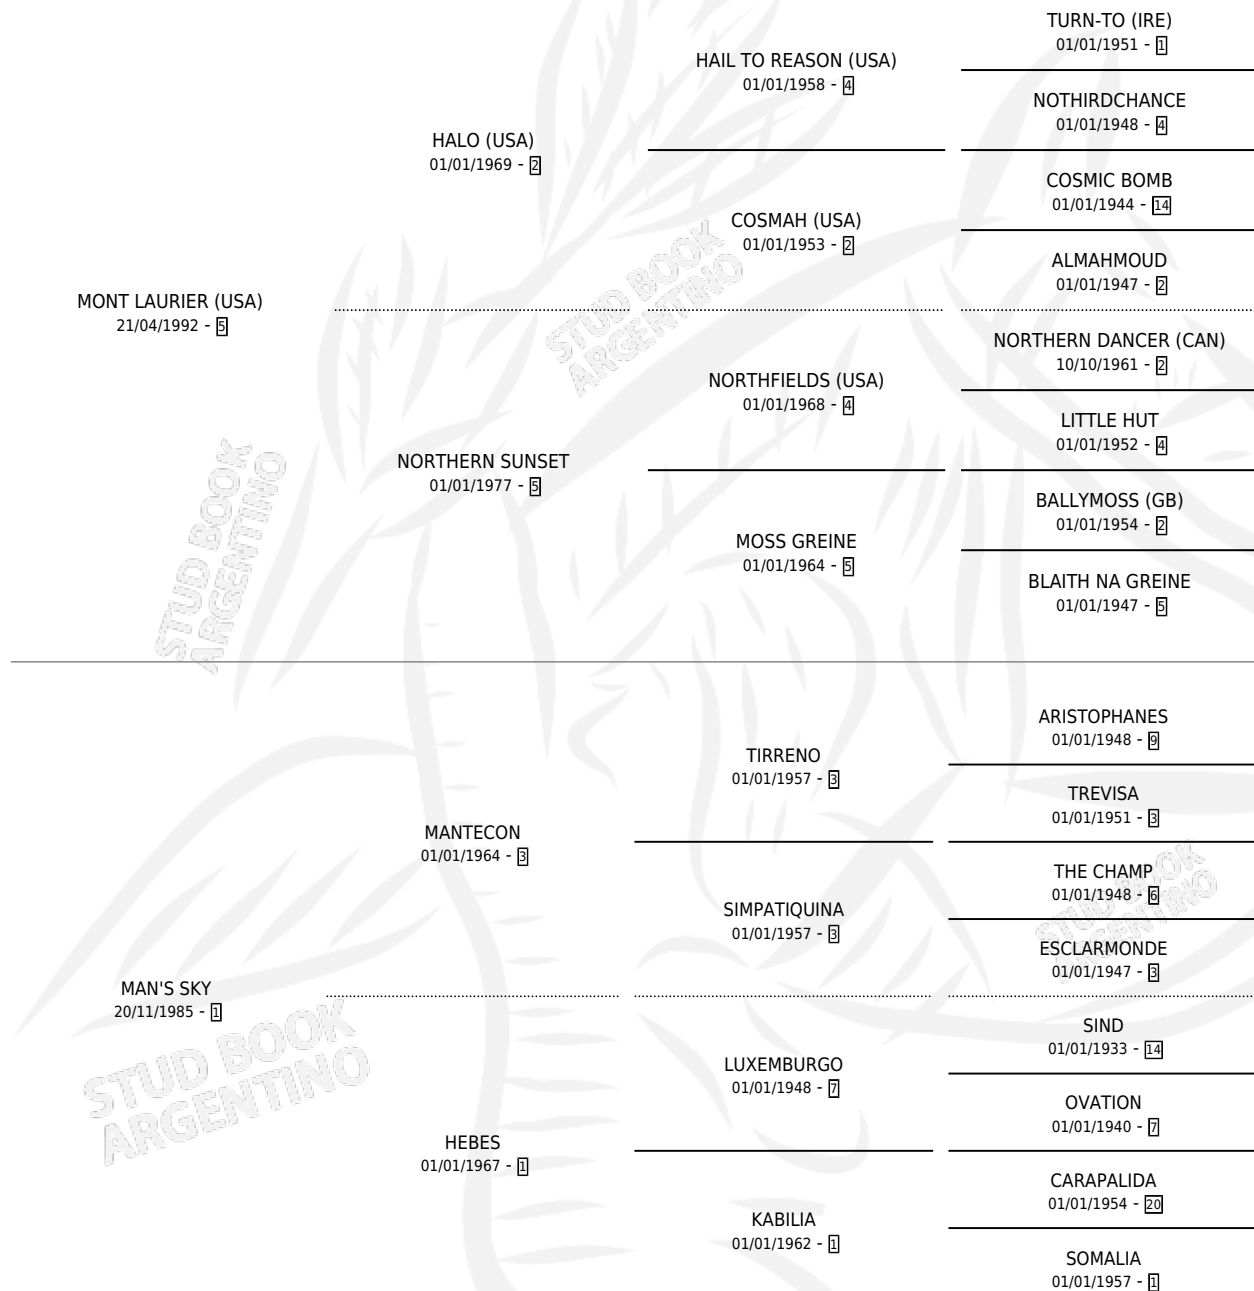 TURN-TO (IRE)
01/01/1951 - 1
HAIL TO REASON (USA)
01/01/1958 - 4
NOTHIRDCHANCE
01/01/1948 - 4
HALO (USA)
01/01/1969 - 2
COSMIC BOMB
01/01/1944 - 14
COSMAH (USA)
01/01/1953 - 2
ALMAHMOUD
01/01/1947 - 2
MONT LAURIER (USA)
21/04/1992 - 5
NORTHERN DANCER (CAN)
10/10/1961 - 2
NORTHFIELDS (USA)
01/01/1968 - 4
LITTLE HUT
01/01/1952 - 4
NORTHERN SUNSET
01/01/1977 - 5
BALLYMOSS (GB)
01/01/1954 - 2
MOSS GREINE
01/01/1964 - 5
BLAITH NA GREINE
01/01/1947 - 5
ARISTOPHANES
01/01/1948 - 9
TIRRENO
01/01/1957 - 3
TREVISA
01/01/1951 - 3
MANTECON
01/01/1964 - 3
THE CHAMP
01/01/1948 - 6
SIMPATIQUINA
01/01/1957 - 3
ESCLARMONDE
01/01/1947 - 3
MAN'S SKY
20/11/1985 - 1
SIND
01/01/1933 - 14
LUXEMBURGO
01/01/1948 - 7
OVATION
01/01/1940 - 7
HEBES
01/01/1967 - 1
CARAPALIDA
01/01/1954 - 20
KABILIA
01/01/1962 - 1
SOMALIA
01/01/1957 - 1
STUD BOOK
ARGENTINO
STUD BOOK
ARGENTINO
STUD BOOK
ARGENTINO
STUD BOOK
ARGENTINO